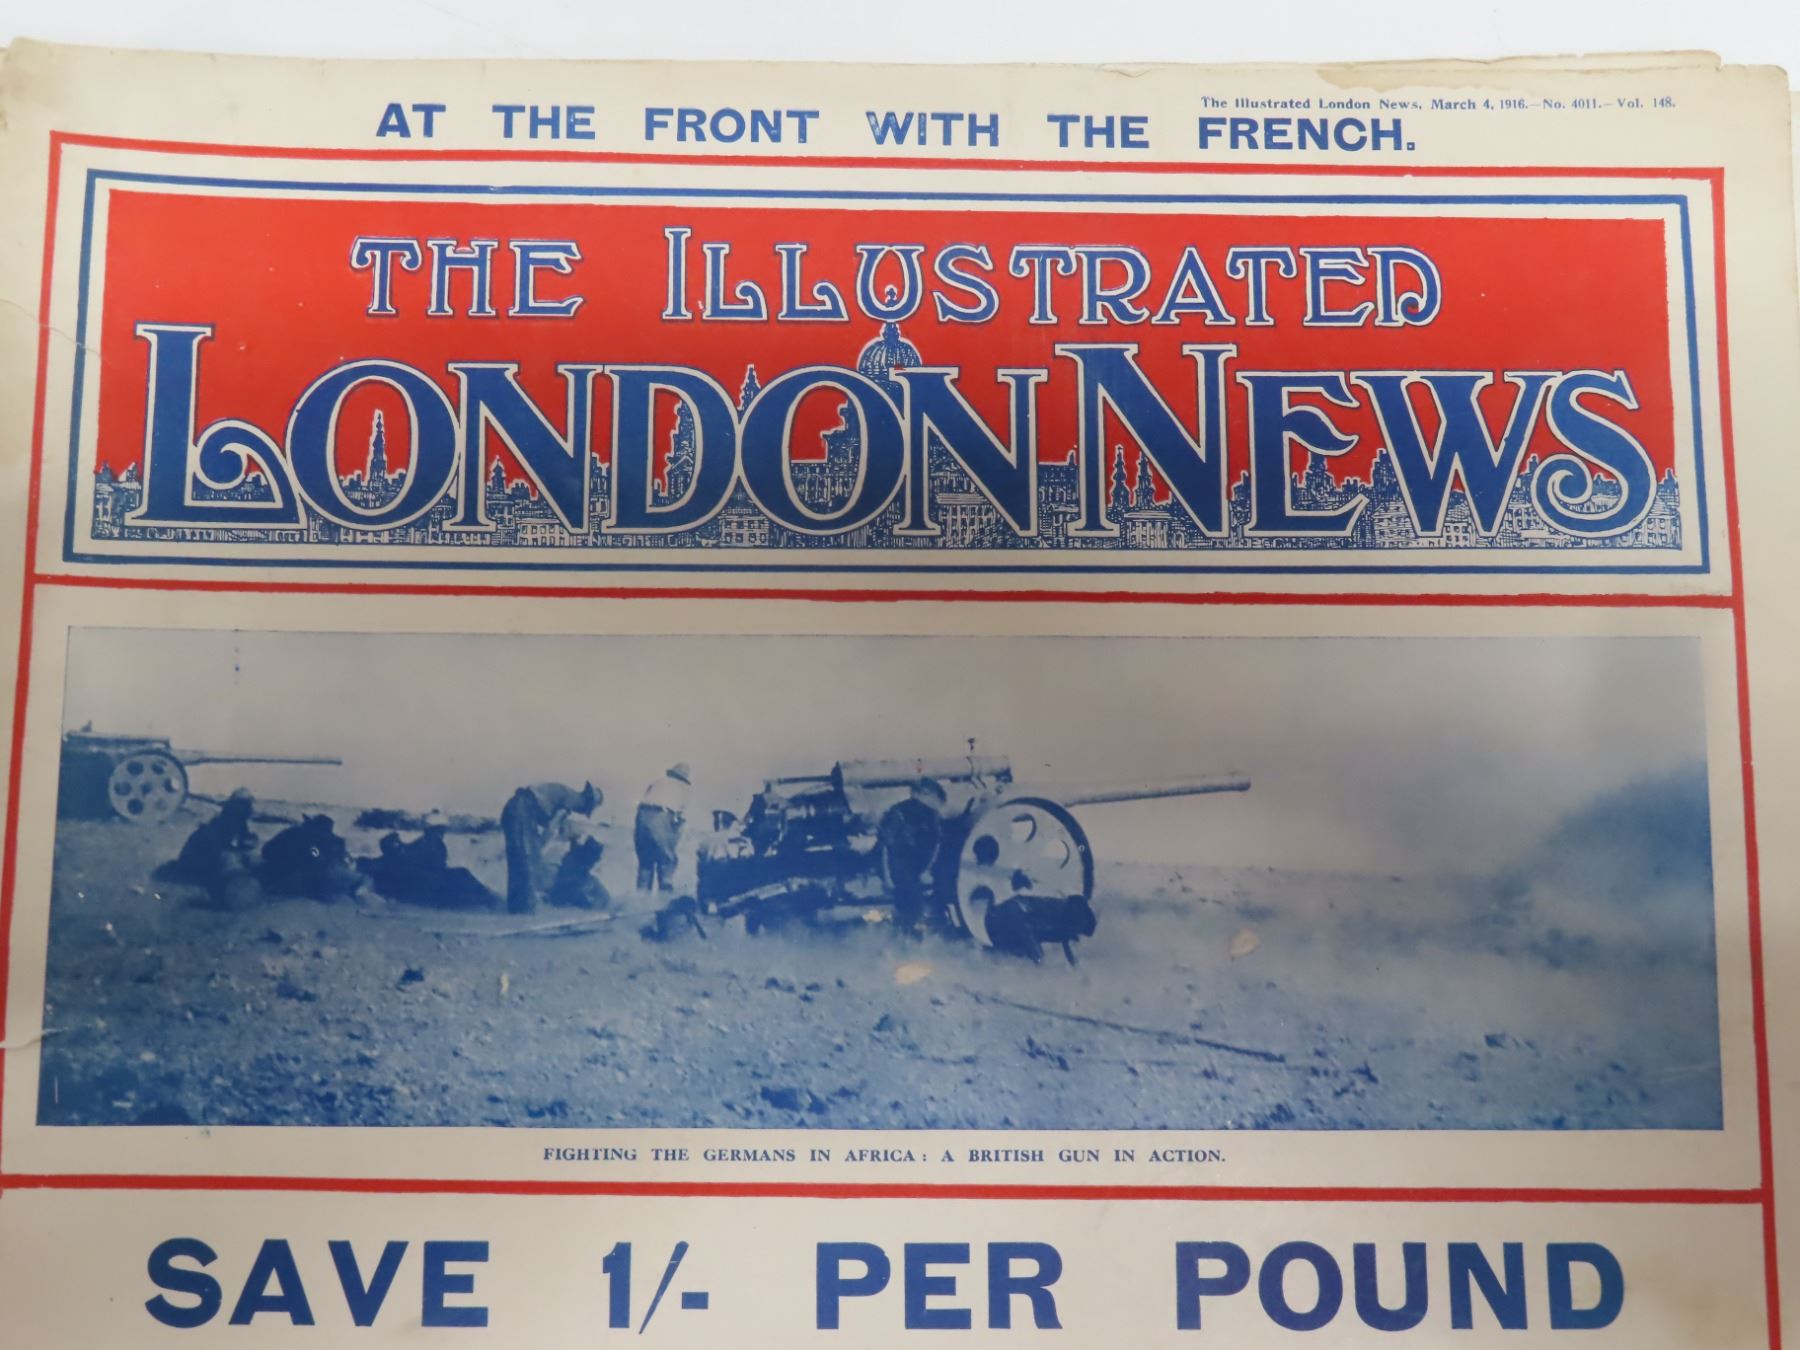 The Illustrated London News, March 4, 1916.—No. 4011.—Vol. 148.
AT THE FRONT WITH THE FRENCH.
THE ILLUSTRATED
LONDON NEWS
FIGHTING THE GERMANS IN AFRICA: A BRITISH GUN IN ACTION.
SAVE 1/- PER POUND